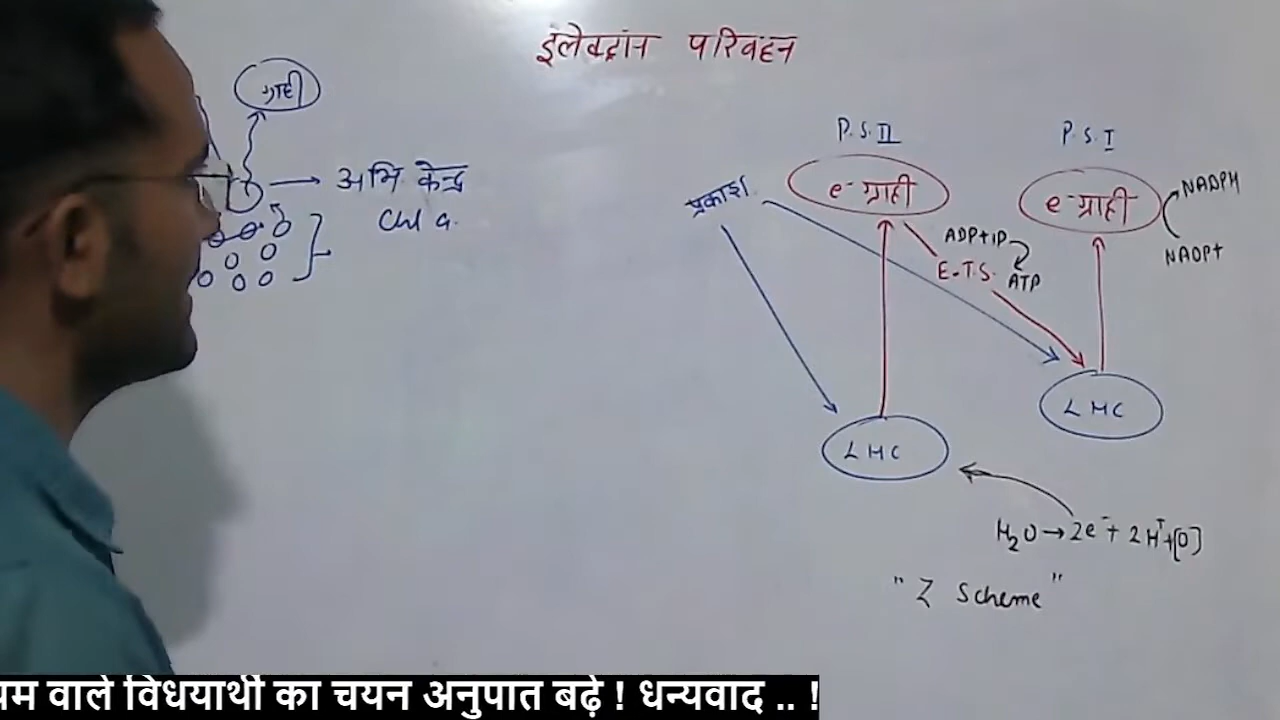 इलेक्ट्रॉन परिवहन
ग्राही
अभि केन्द्र
Chl a.
P.S.II
P.S.I
प्रकाश
e- ग्राही
e- ग्राही
NADPH
NADP+
ADP+iP
E.T.S.
ATP
LHC
LHC
H₂O→2e⁻+ 2H⁺+[O]
"Z Scheme"
वाले विधयार्थी का चयन अनुपात बढ़े ! धन्यवाद .. !